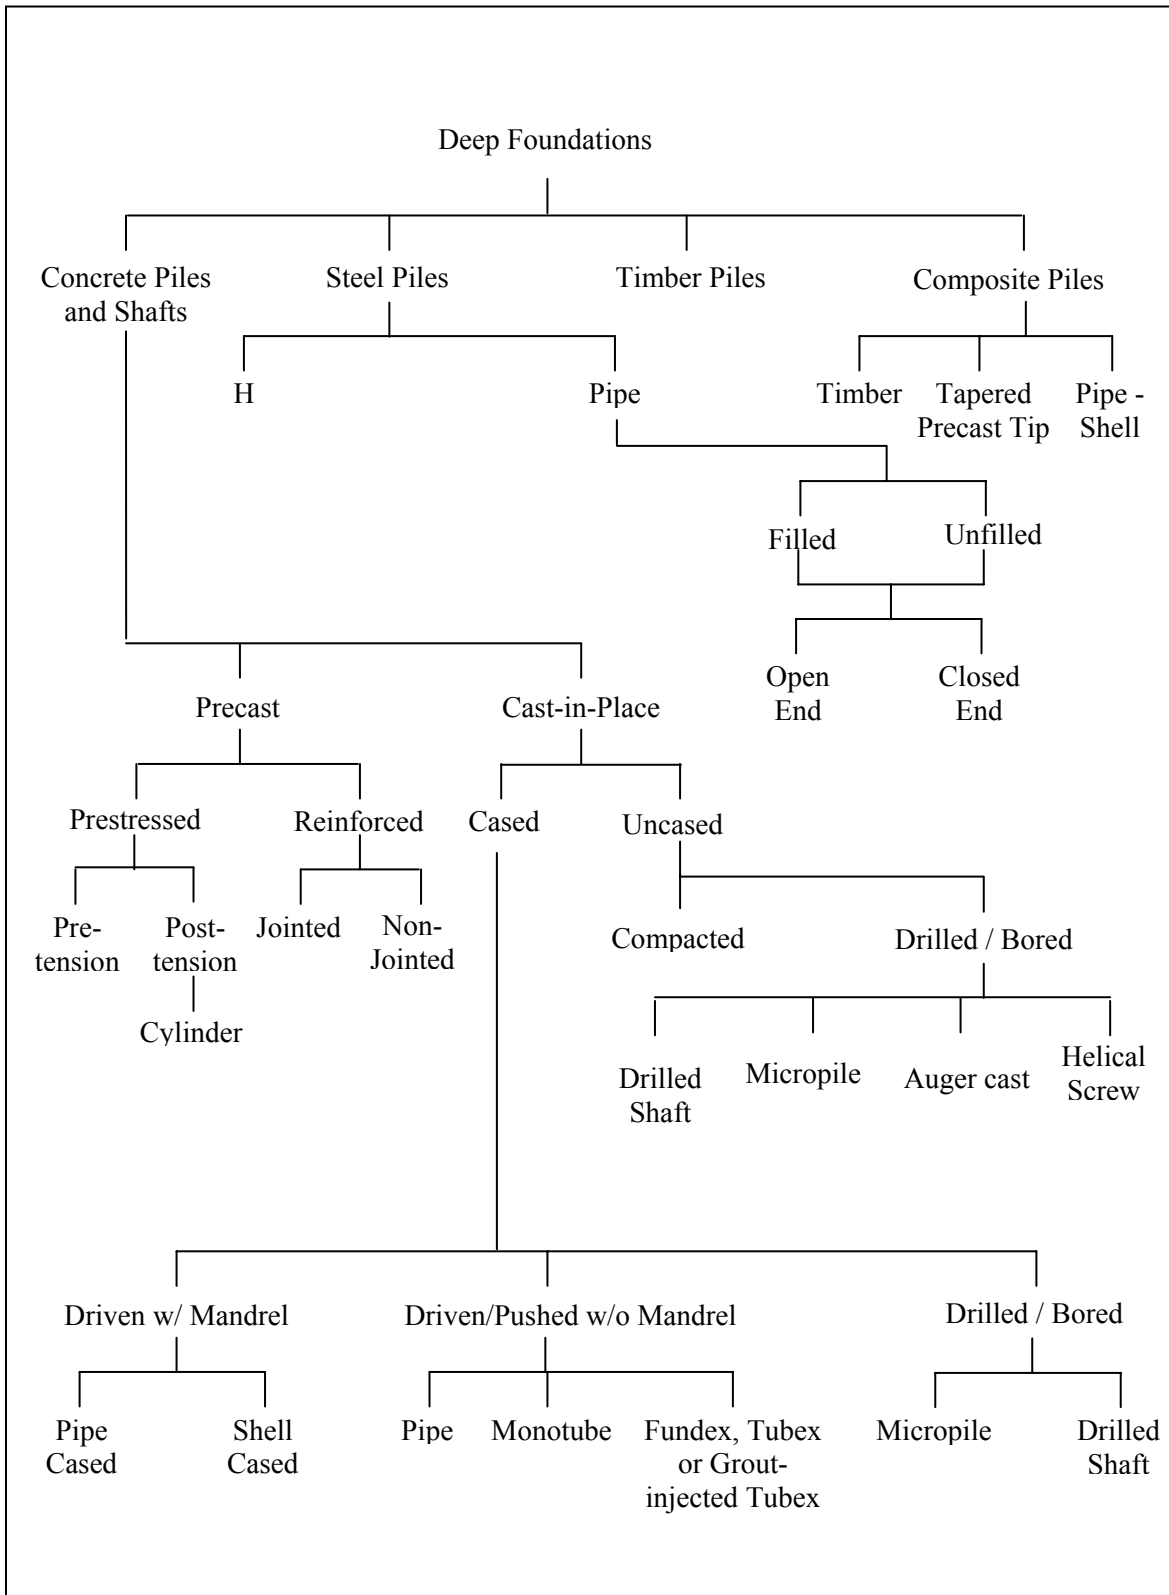 Deep Foundations
Concrete Piles
and Shafts
Steel Piles
Timber Piles
Composite Piles
H
Pipe
Timber
Tapered
Precast Tip
Pipe -
Shell
Filled
Unfilled
Open
End
Closed
End
Precast
Cast-in-Place
Prestressed
Reinforced
Cased
Uncased
Pre-
tension
Post-
tension
Jointed
Non-
Jointed
Compacted
Drilled / Bored
Cylinder
Drilled
Shaft
Micropile
Auger cast
Helical
Screw
Driven w/ Mandrel
Driven/Pushed w/o Mandrel
Drilled / Bored
Pipe
Cased
Shell
Cased
Pipe
Monotube
Fundex, Tubex
or Grout-
injected Tubex
Micropile
Drilled
Shaft